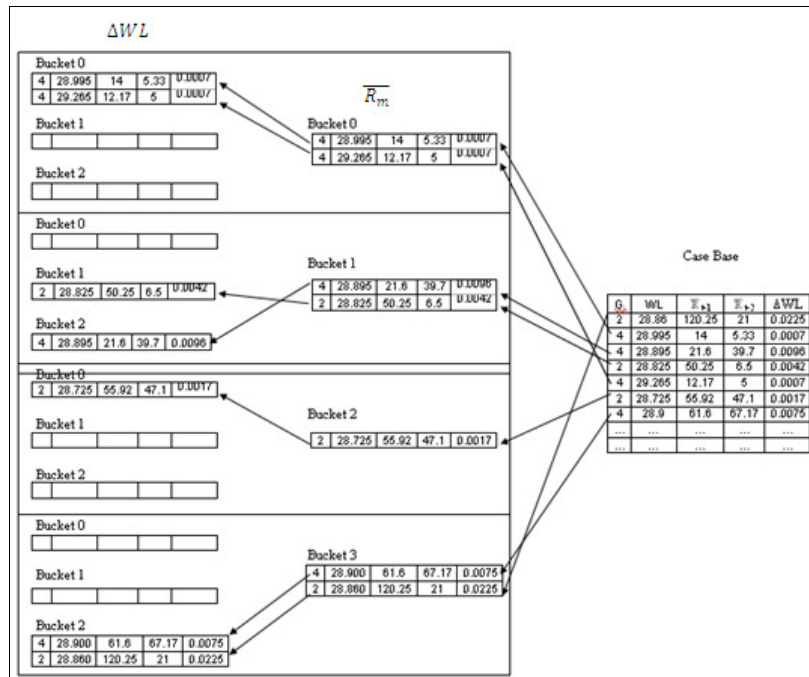 ΔWL
Bucket 0
4 28.995 14 5.33 0.0007
4 29.265 12.17 5 0.0007
Bucket 1
Bucket 2
R̅m̅
Bucket 0
4 28.995 14 5.33 0.0007
4 29.265 12.17 5 0.0007
Bucket 0
Bucket 1
2 28.825 50.25 6.5 0.0042
Bucket 2
4 28.895 21.6 39.7 0.0096
Bucket 1
4 28.895 21.6 39.7 0.0096
2 28.825 50.25 6.5 0.0042
Bucket 0
2 28.725 55.92 47.1 0.0017
Bucket 1
Bucket 2
Bucket 2
2 28.725 55.92 47.1 0.0017
Bucket 0
Bucket 1
Bucket 2
4 28.900 61.6 67.17 0.0075
2 28.860 120.25 21 0.0225
Bucket 3
4 28.900 61.6 67.17 0.0075
2 28.860 120.25 21 0.0225
Case Base
G WL ΔWL
2 28.86 120.25 21 0.0225
4 28.995 14 5.33 0.0007
4 28.895 21.6 39.7 0.0096
2 28.825 50.25 6.5 0.0042
4 29.265 12.17 5 0.0007
2 28.725 55.92 47.1 0.0017
4 28.9 61.6 67.17 0.0075
... ... ... ... ...
... ... ... ... ...